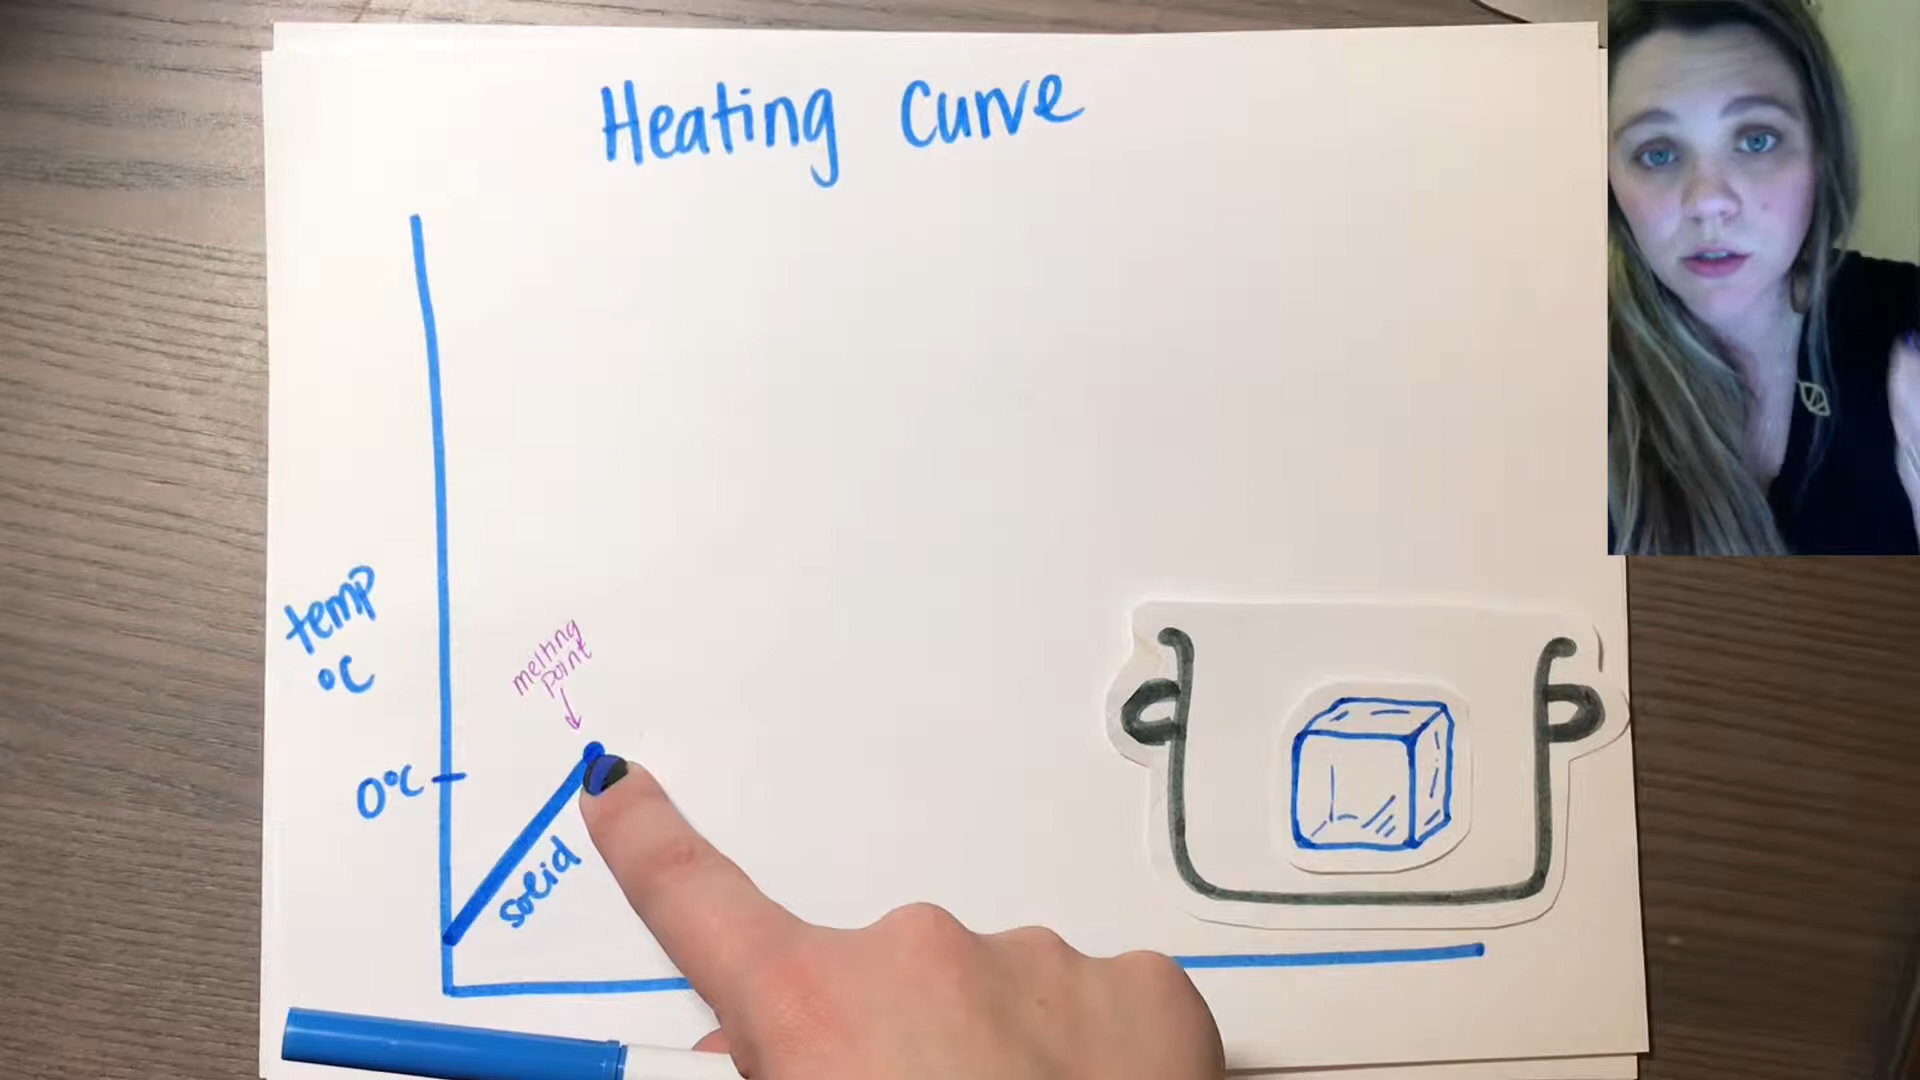 Heating Curve
temp
°C
melting
point
0°C
solid